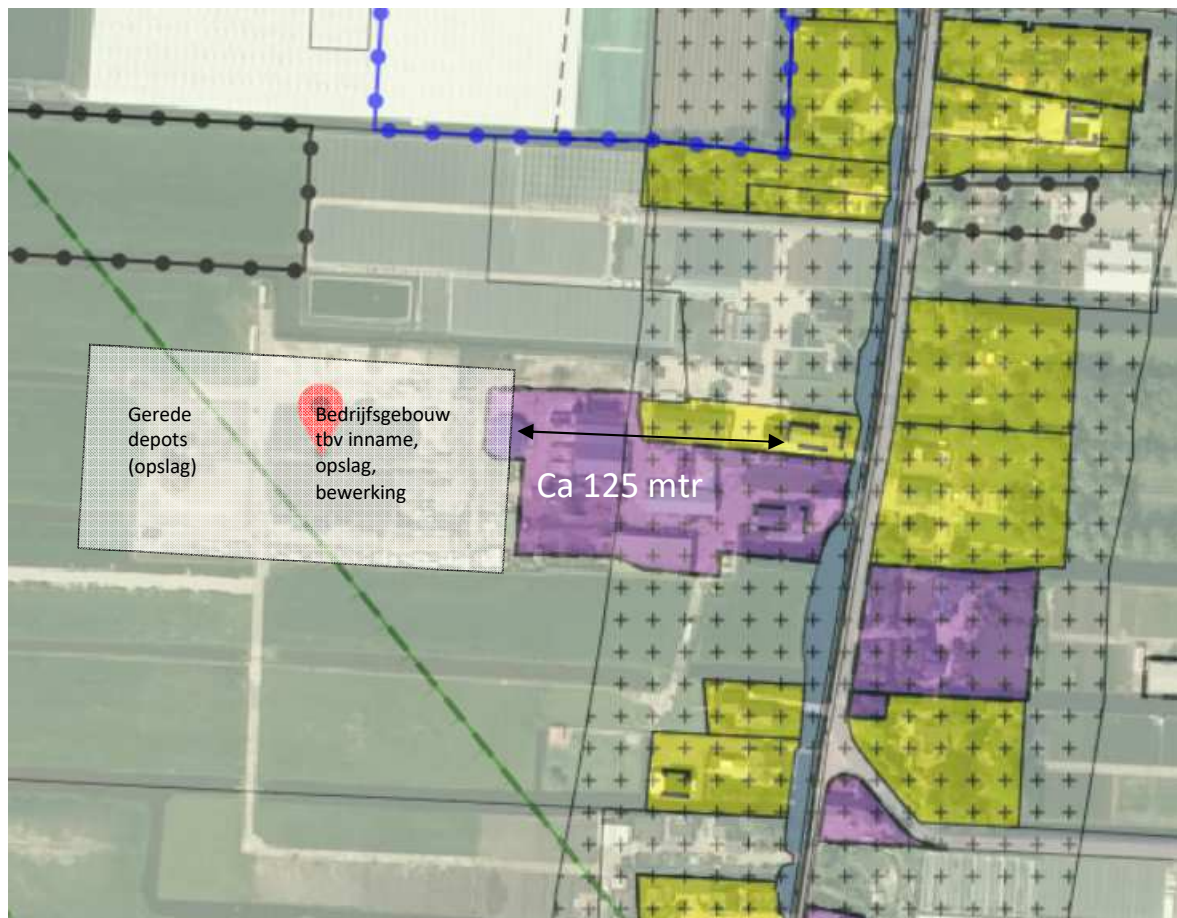 Gerede
depots
(opslag)
Bedrijfsgebouw
tbv inname,
opslag,
bewerking
Ca 125 mtr